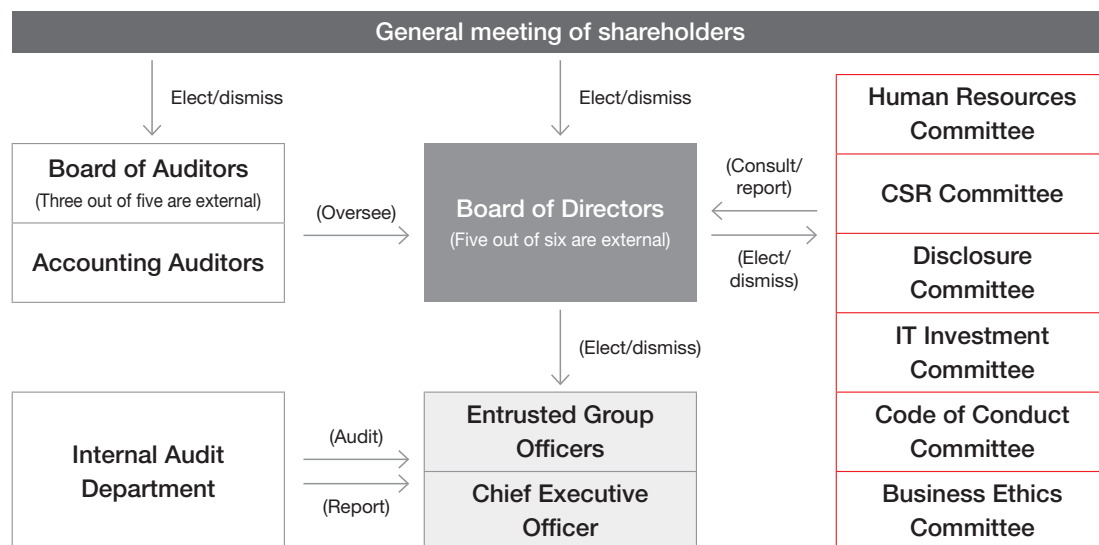 General meeting of shareholders
Elect/dismiss
Elect/dismiss
Board of Auditors
(Three out of five are external)
Accounting Auditors
(Oversee)
Board of Directors
(Five out of six are external)
(Consult/
report)
(Elect/
dismiss)
Human Resources
Committee
CSR Committee
Disclosure
Committee
IT Investment
Committee
Code of Conduct
Committee
Business Ethics
Committee
(Elect/dismiss)
Internal Audit
Department
(Audit)
(Report)
Entrusted Group
Officers
Chief Executive
Officer